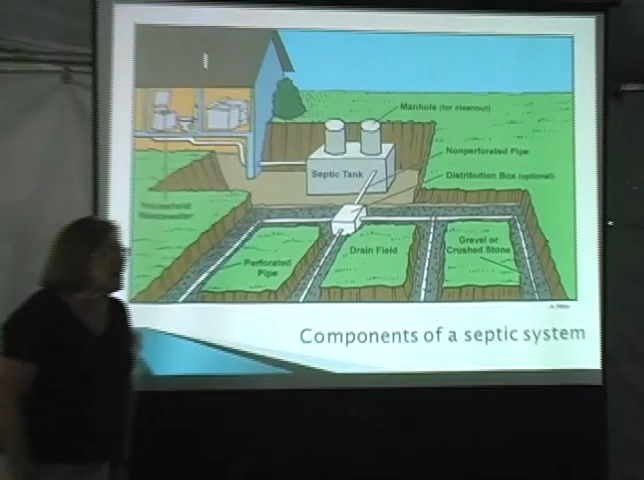 Manhole (for cleanout)
Nonperforated Pipe
Septic Tank
Distribution Box (optional)
Household
Wastewater
Drain Field
Gravel or
Crushed Stone
Perforated
Pipe
Components of a septic system